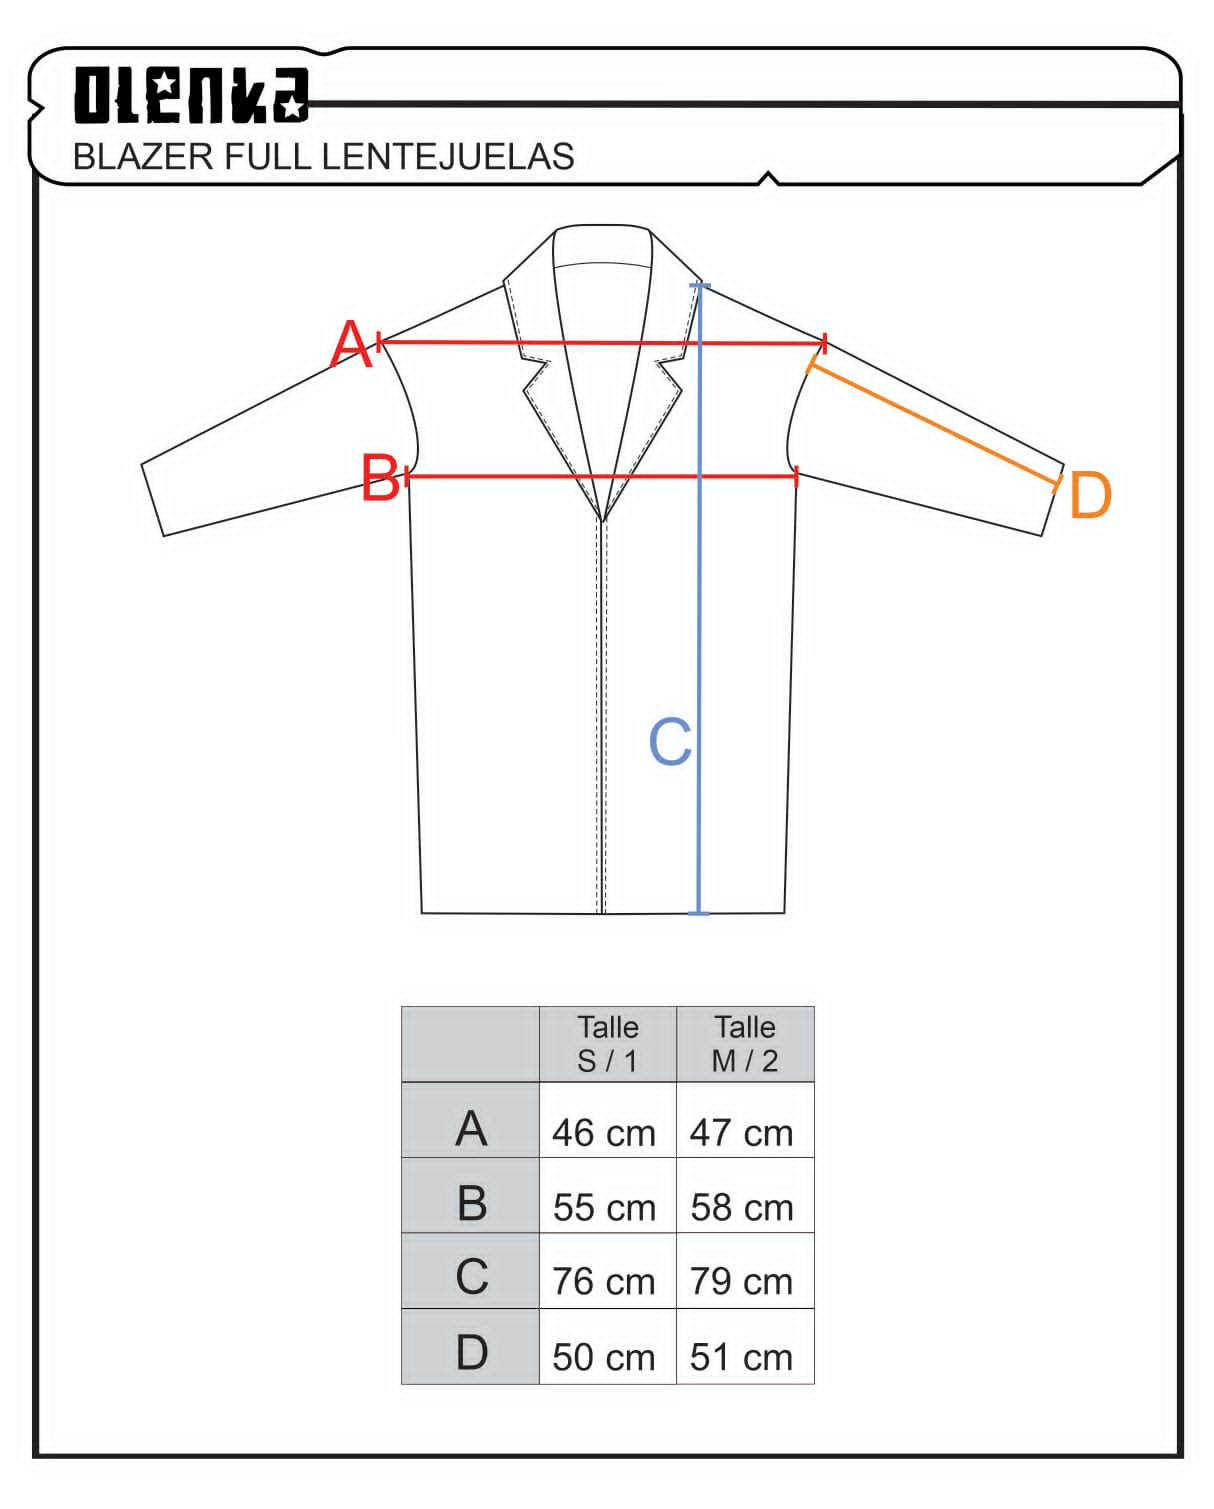 OLENKA
BLAZER FULL LENTEJUELAS
A
B
C
D
Talle Talle
S / 1 M / 2
A 46 cm 47 cm
B 55 cm 58 cm
C 76 cm 79 cm
D 50 cm 51 cm